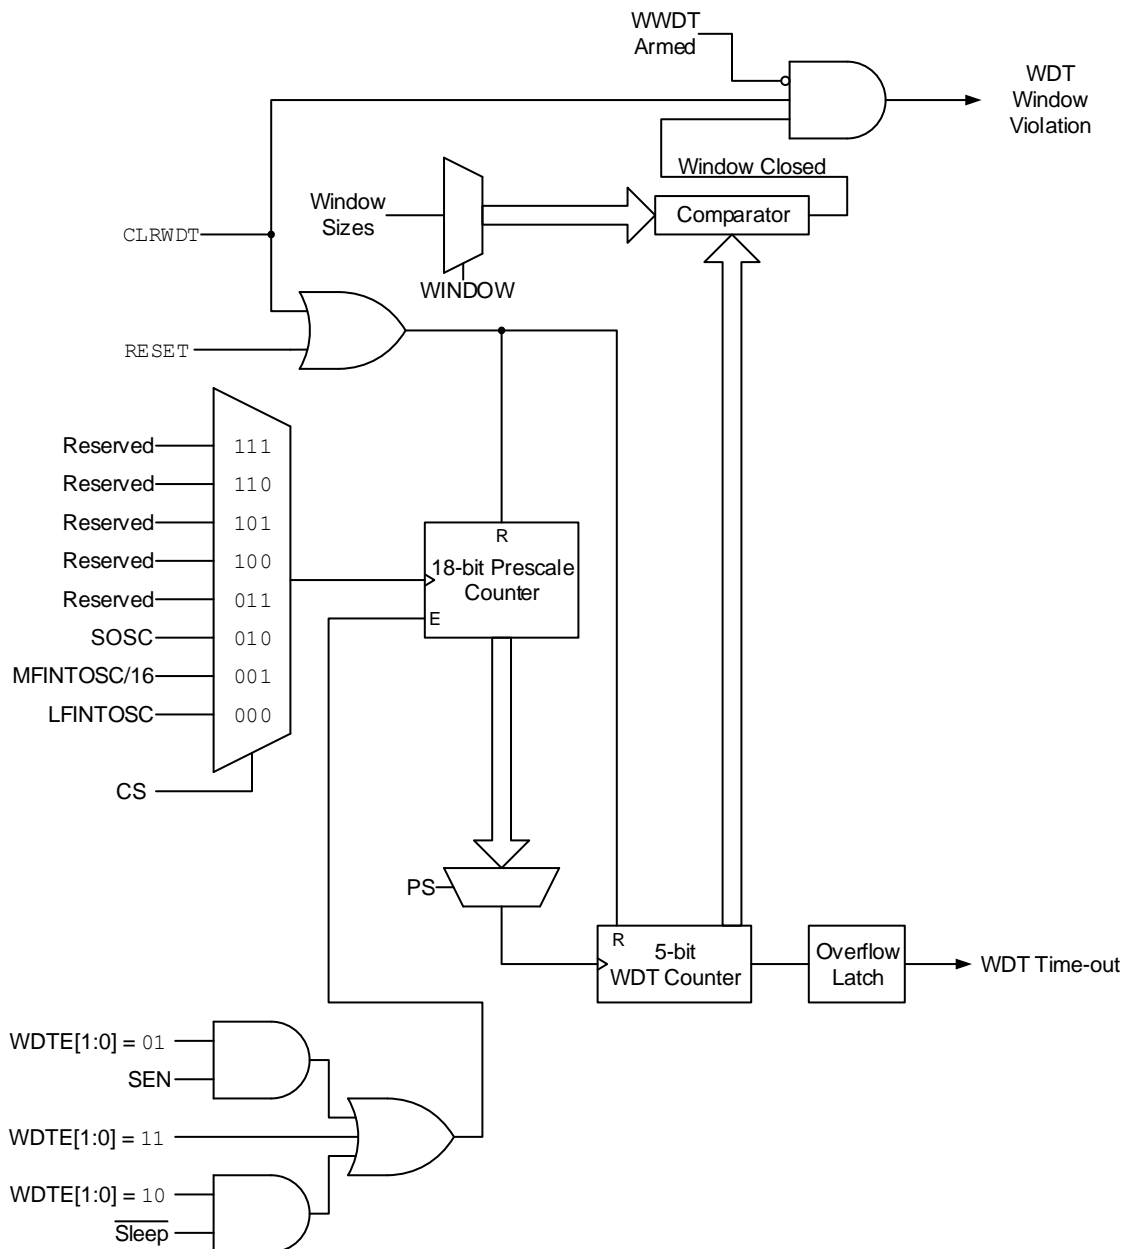 WWDT
Armed
WDT
Window
Violation
Window Closed
Window
Sizes
Comparator
CLRWDT
WINDOW
RESET
Reserved 111
Reserved 110
Reserved 101
Reserved 100
Reserved 011
SOSC 010
MFINTOSC/16 001
LFINTOSC 000
CS
R
18-bit Prescale
Counter
E
PS
R
5-bit
WDT Counter
Overflow
Latch
WDT Time-out
WDTE[1:0] = 01
SEN
WDTE[1:0] = 11
WDTE[1:0] = 10
Sleep